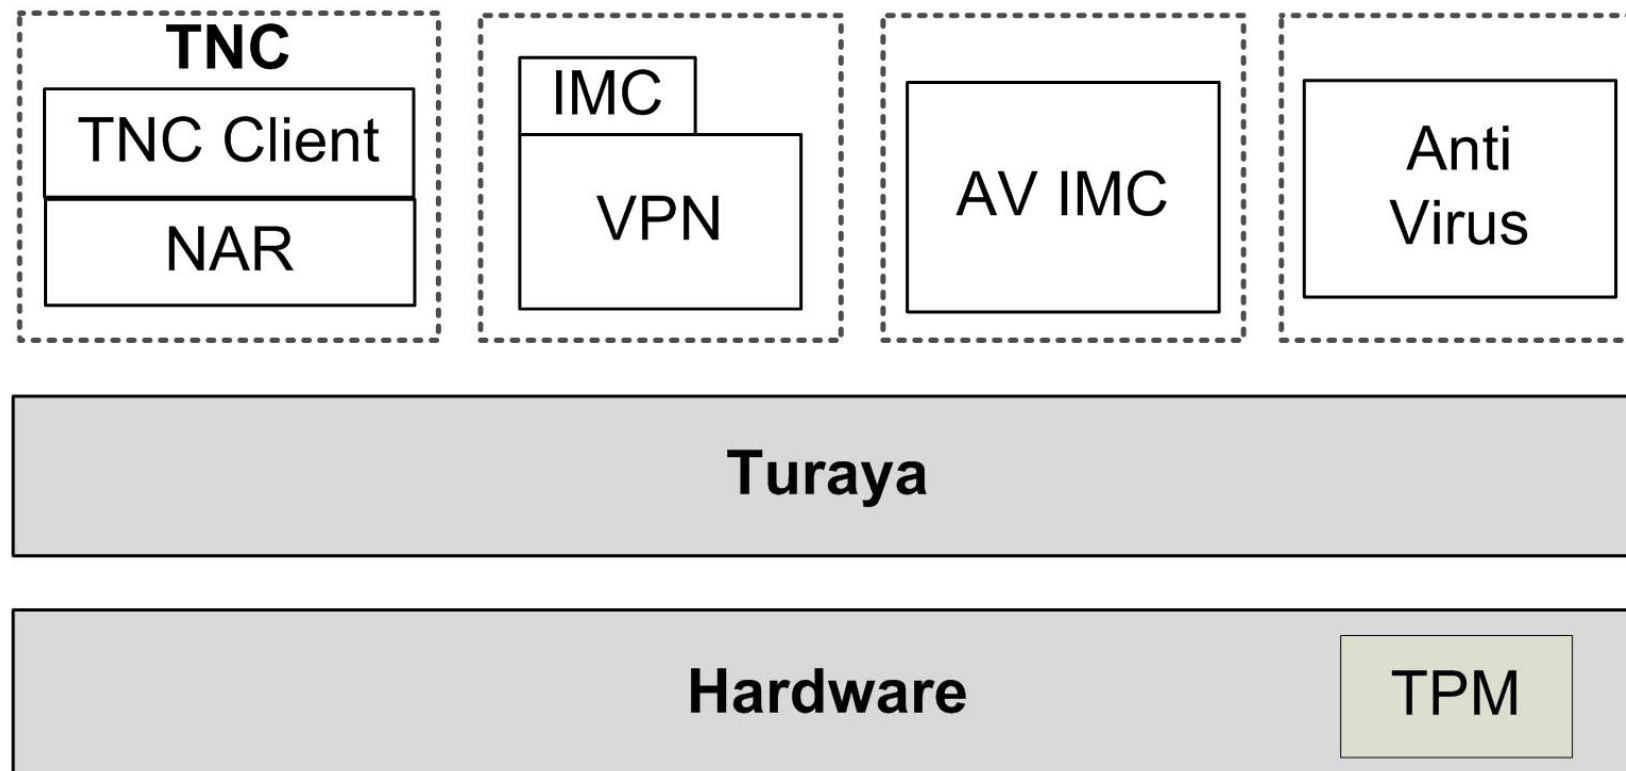 TNC
TNC Client
NAR
IMC
VPN
AV IMC
Anti
Virus
Turaya
Hardware
TPM